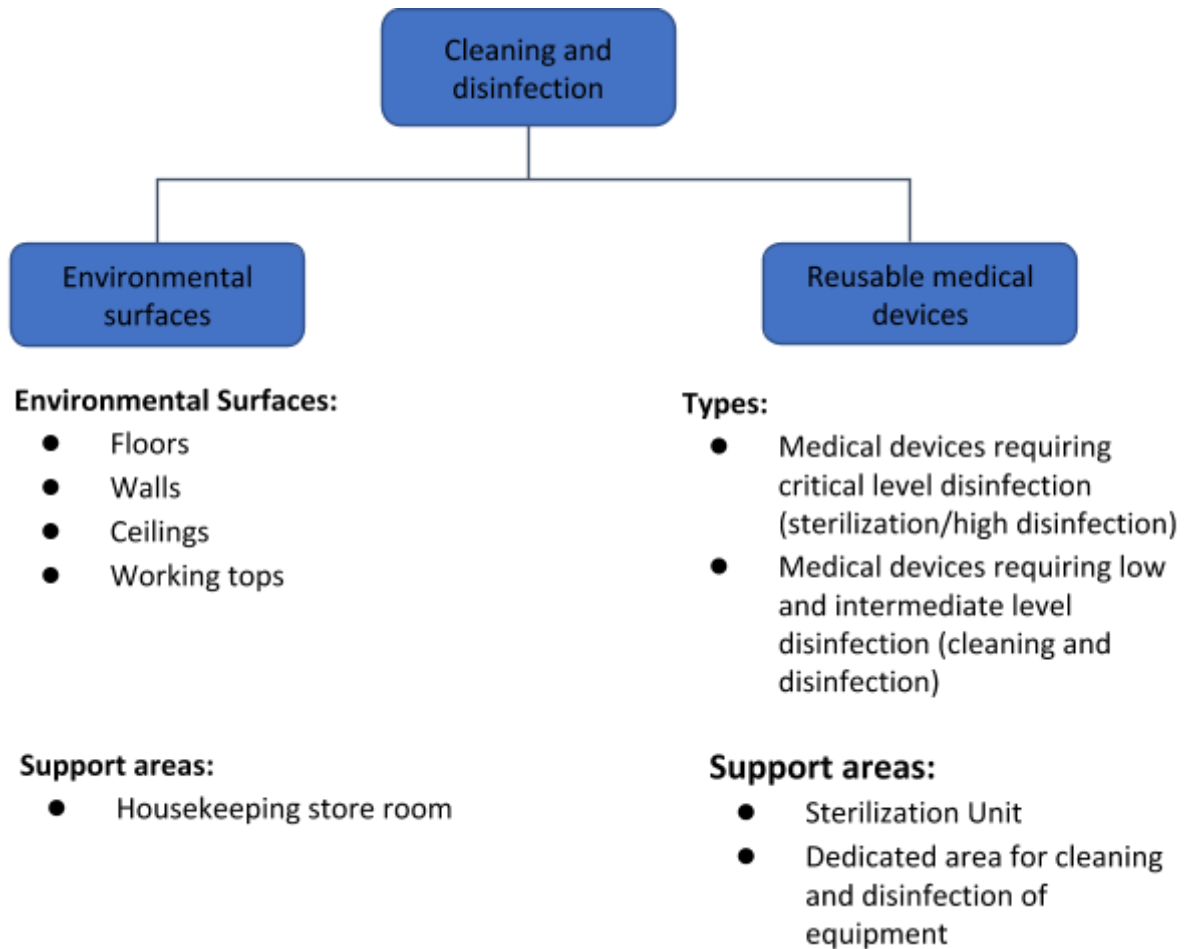 Cleaning and
disinfection
Environmental
surfaces
Reusable medical
devices
Environmental Surfaces:
● Floors
● Walls
● Ceilings
● Working tops
Types:
● Medical devices requiring
critical level disinfection
(sterilization/high disinfection)
● Medical devices requiring low
and intermediate level
disinfection (cleaning and
disinfection)
Support areas:
● Housekeeping store room
Support areas:
● Sterilization Unit
● Dedicated area for cleaning
and disinfection of
equipment